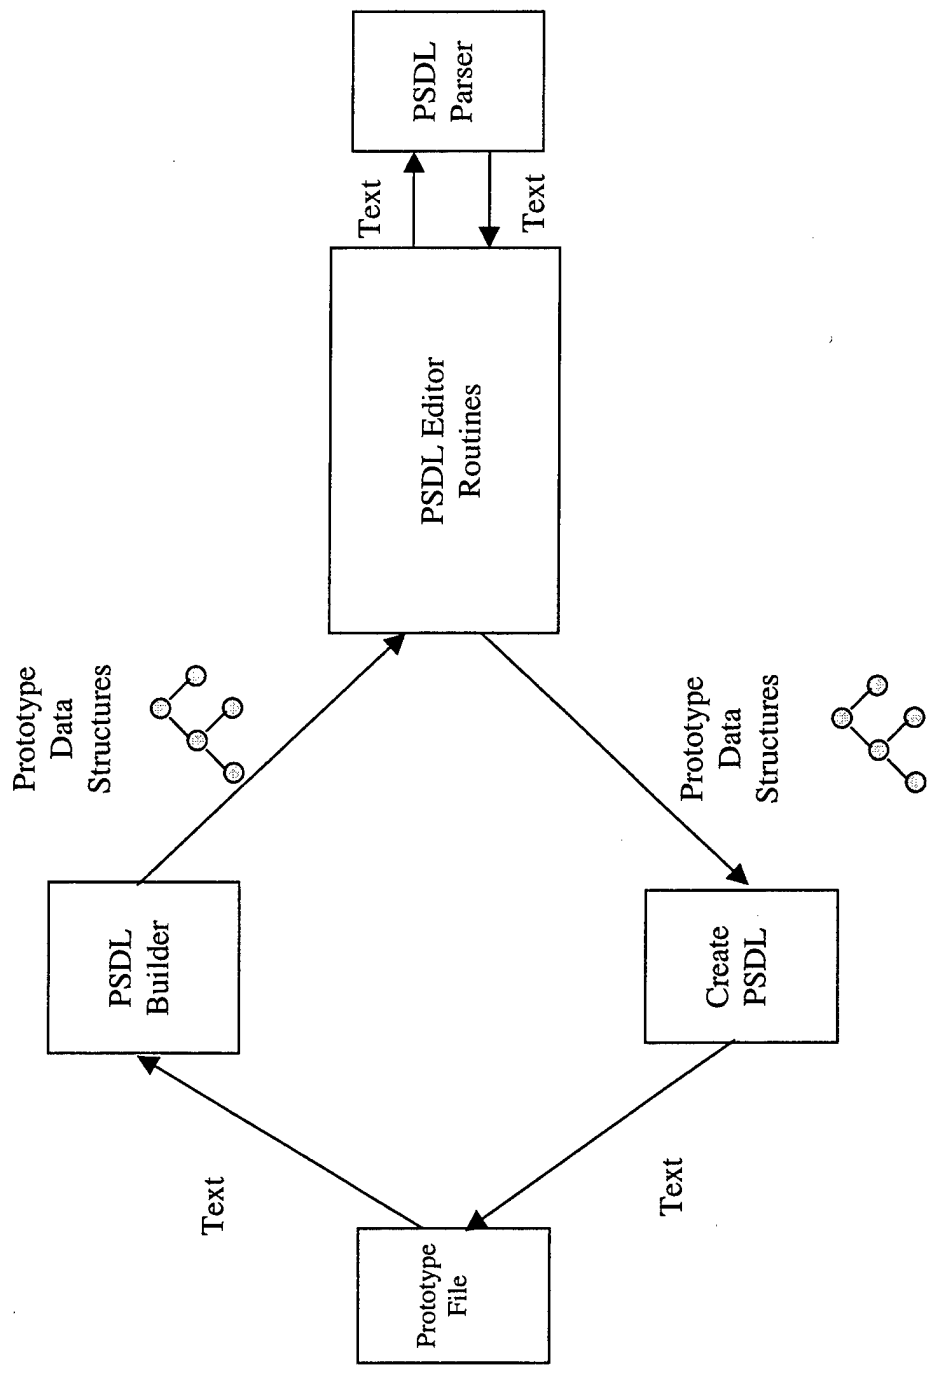 Prototype
Data
Structures
PSDL
Builder
Text
Prototype
File
Text
PSDL Editor
Routines
Text
PSDL
Parser
Text
Create
PSDL
Prototype
Data
Structures